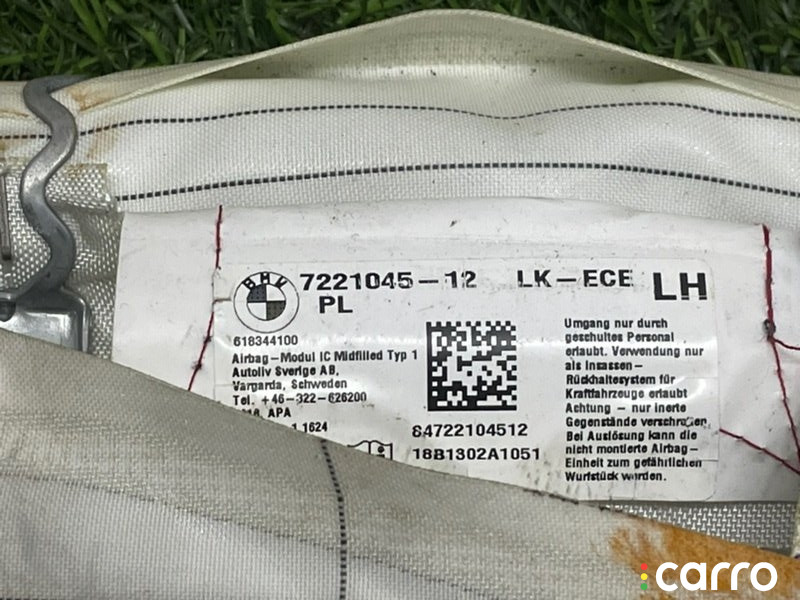 BMW 7221045-12 LK-ECE LH
PL
618344100
Airbag-Modul IC Midfilled Typ 1
Autoliv Sverige AB,
Vargarda, Schweden
Tel. +46-322-626200
APA
1624
84722104512
18B1302A1051
Umgang nur durch
geschultes Personal
erlaubt. Verwendung nur
als Insassen-
Rückhaltesystem für
Kraftfahrzeuge erlaubt
Achtung - nur inerte
Gegenstände verschrauben
Bei Auslösung kann die
nicht montierte Airbag-
Einheit zum gefährlichen
Wurfstück werden.
carro